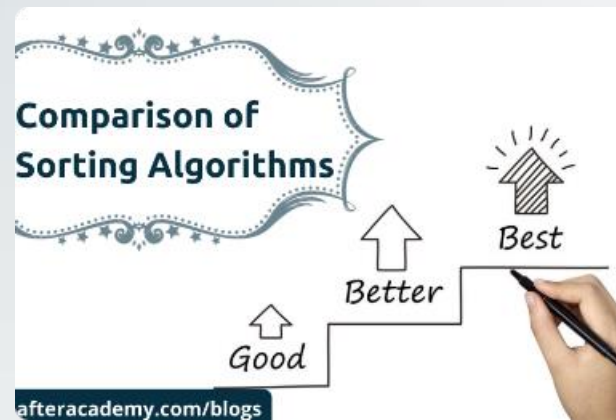 Comparison of
Sorting Algorithms
Best
Better
Good
afteracademy.com/blogs